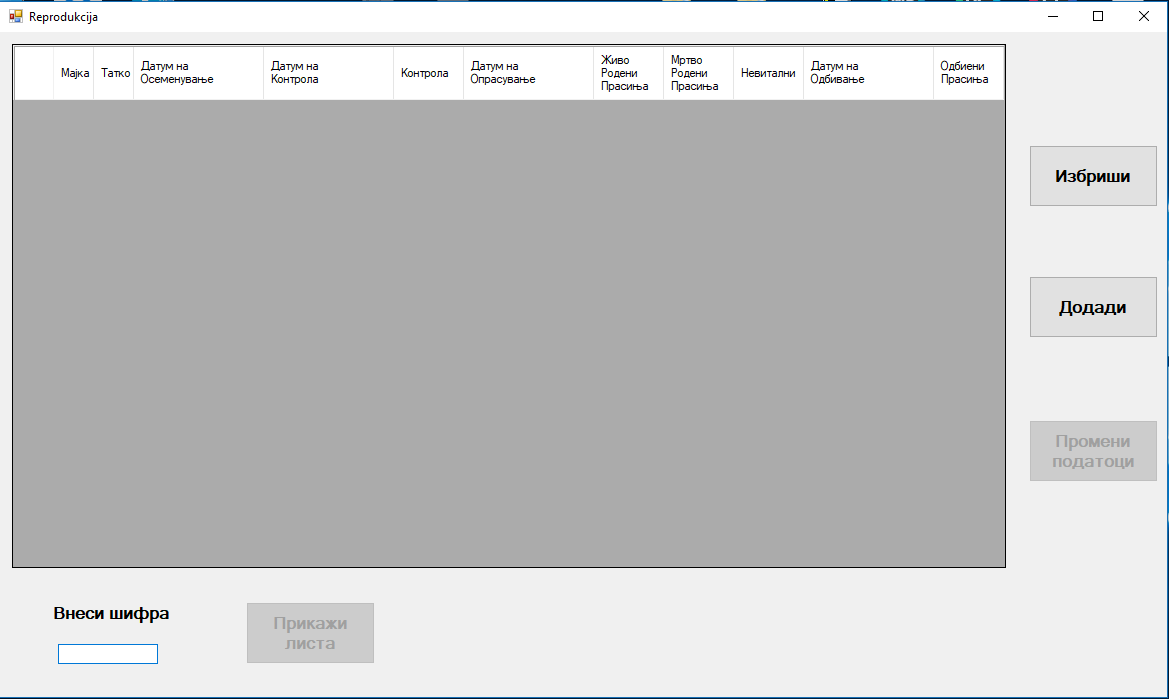 Reprodukcija
Мајка
Татко
Датум на
Осеменување
Датум на
Контрола
Контрола
Датум на
Опрасување
Живо
Родени
Прасиња
Мртво
Родени
Прасиња
Невитални
Датум на
Одбивање
Одбиени
Прасиња
Избриши
Додади
Промени
податоци
Внеси шифра
Прикажи
листа